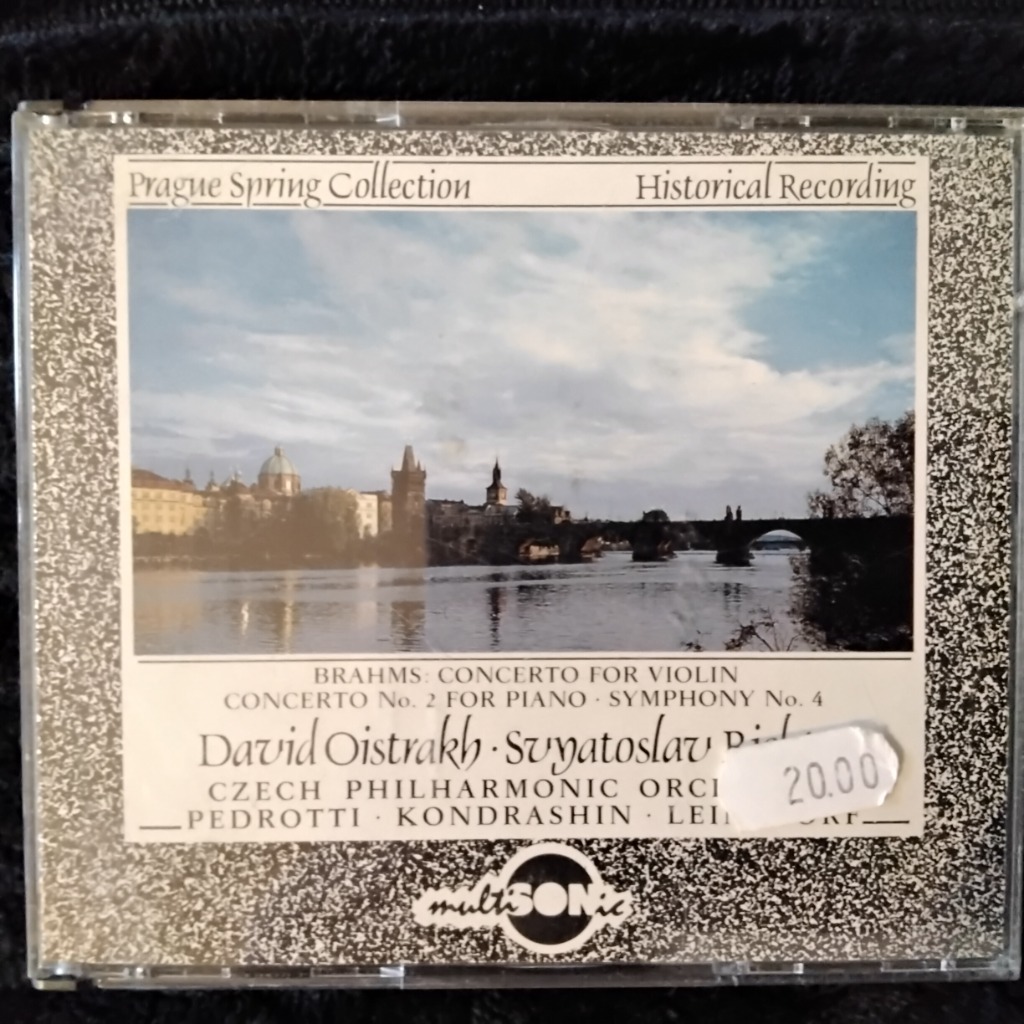 Prague Spring Collection Historical Recording
BRAHMS: CONCERTO FOR VIOLIN
CONCERTO No. 2 FOR PIANO · SYMPHONY No. 4
David Oistrakh · Svyatoslav
CZECH PHILHARMONIC
PEDROTTI · KONDRASHIN ·
20.00
multiSONic